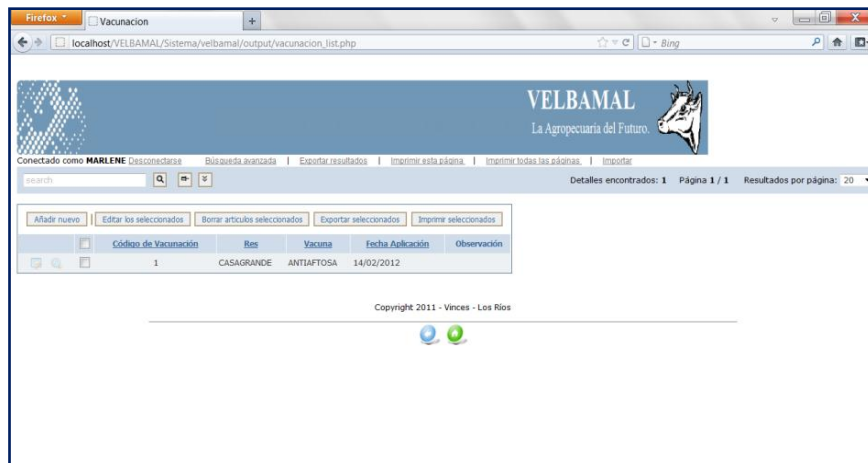 Firefox
Vacunacion
localhost/VELBAMAL/Sistema/velbamal/output/vacunacion_list.php
Bing
VELBAMAL
La Agropecuaria del Futuro.
Conectado como MARLENE Desconectarse Búsqueda avanzada | Exportar resultados | Imprimir esta página | Imprimir todas las páginas | Importar
search Detalles encontrados: 1 Página 1 / 1 Resultados por página: 20
Añadir nuevo | Editar los seleccionados Borrar articulos seleccionados Exportar seleccionados Imprimir seleccionados
Código de Vacunación Res Vacuna Fecha Aplicación Observación
1 CASAGRANDE ANTIAFTOSA 14/02/2012
Copyright 2011 - Vinces - Los Ríos